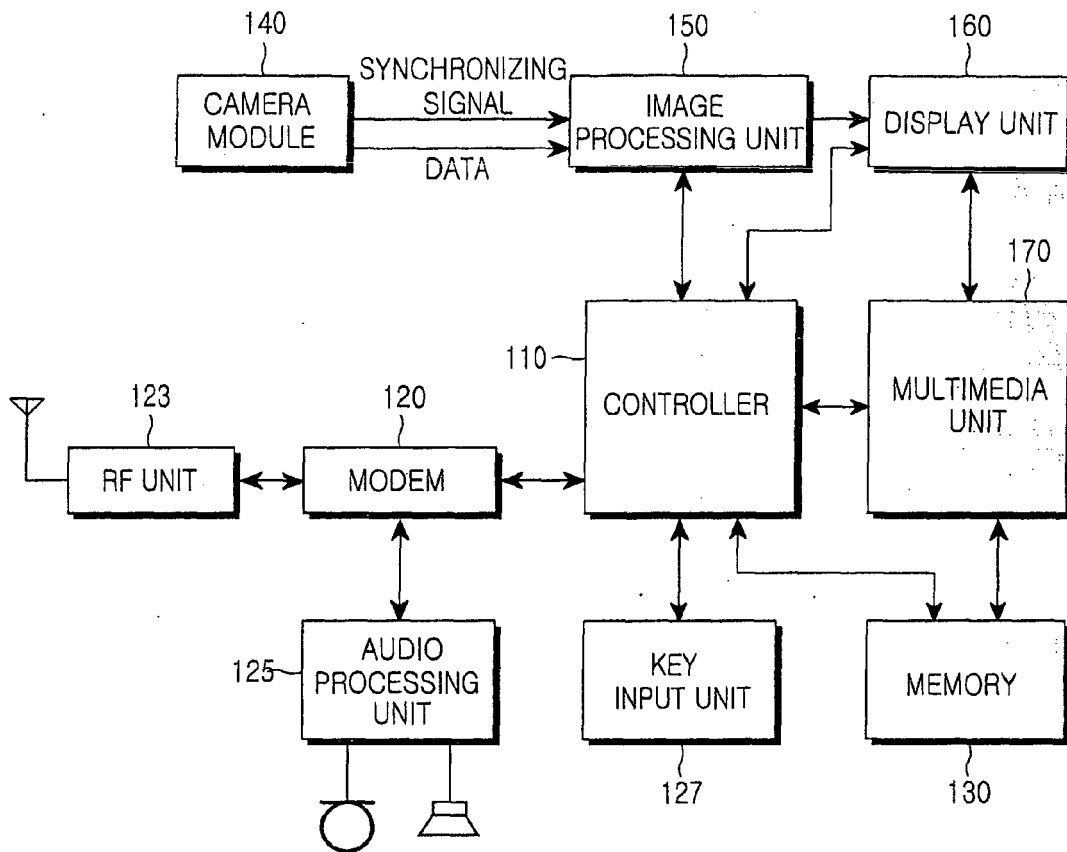 140
150
160
SYNCHRONIZING
SIGNAL
DATA
CAMERA
MODULE
IMAGE
PROCESSING UNIT
DISPLAY UNIT
170
110
CONTROLLER
MULTIMEDIA
UNIT
123
120
RF UNIT
MODEM
125
AUDIO
PROCESSING
UNIT
KEY
INPUT UNIT
MEMORY
127
130